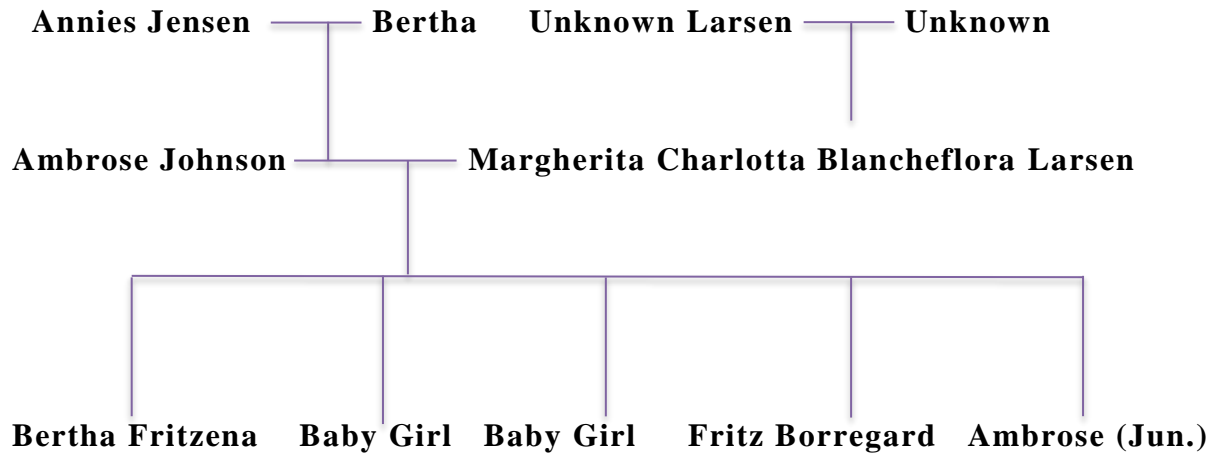 Annies Jensen Bertha Unknown Larsen Unknown
Ambrose Johnson Margherita Charlotta Blancheflora Larsen
Bertha Fritzena Baby Girl Baby Girl Fritz Borregard Ambrose (Jun.)